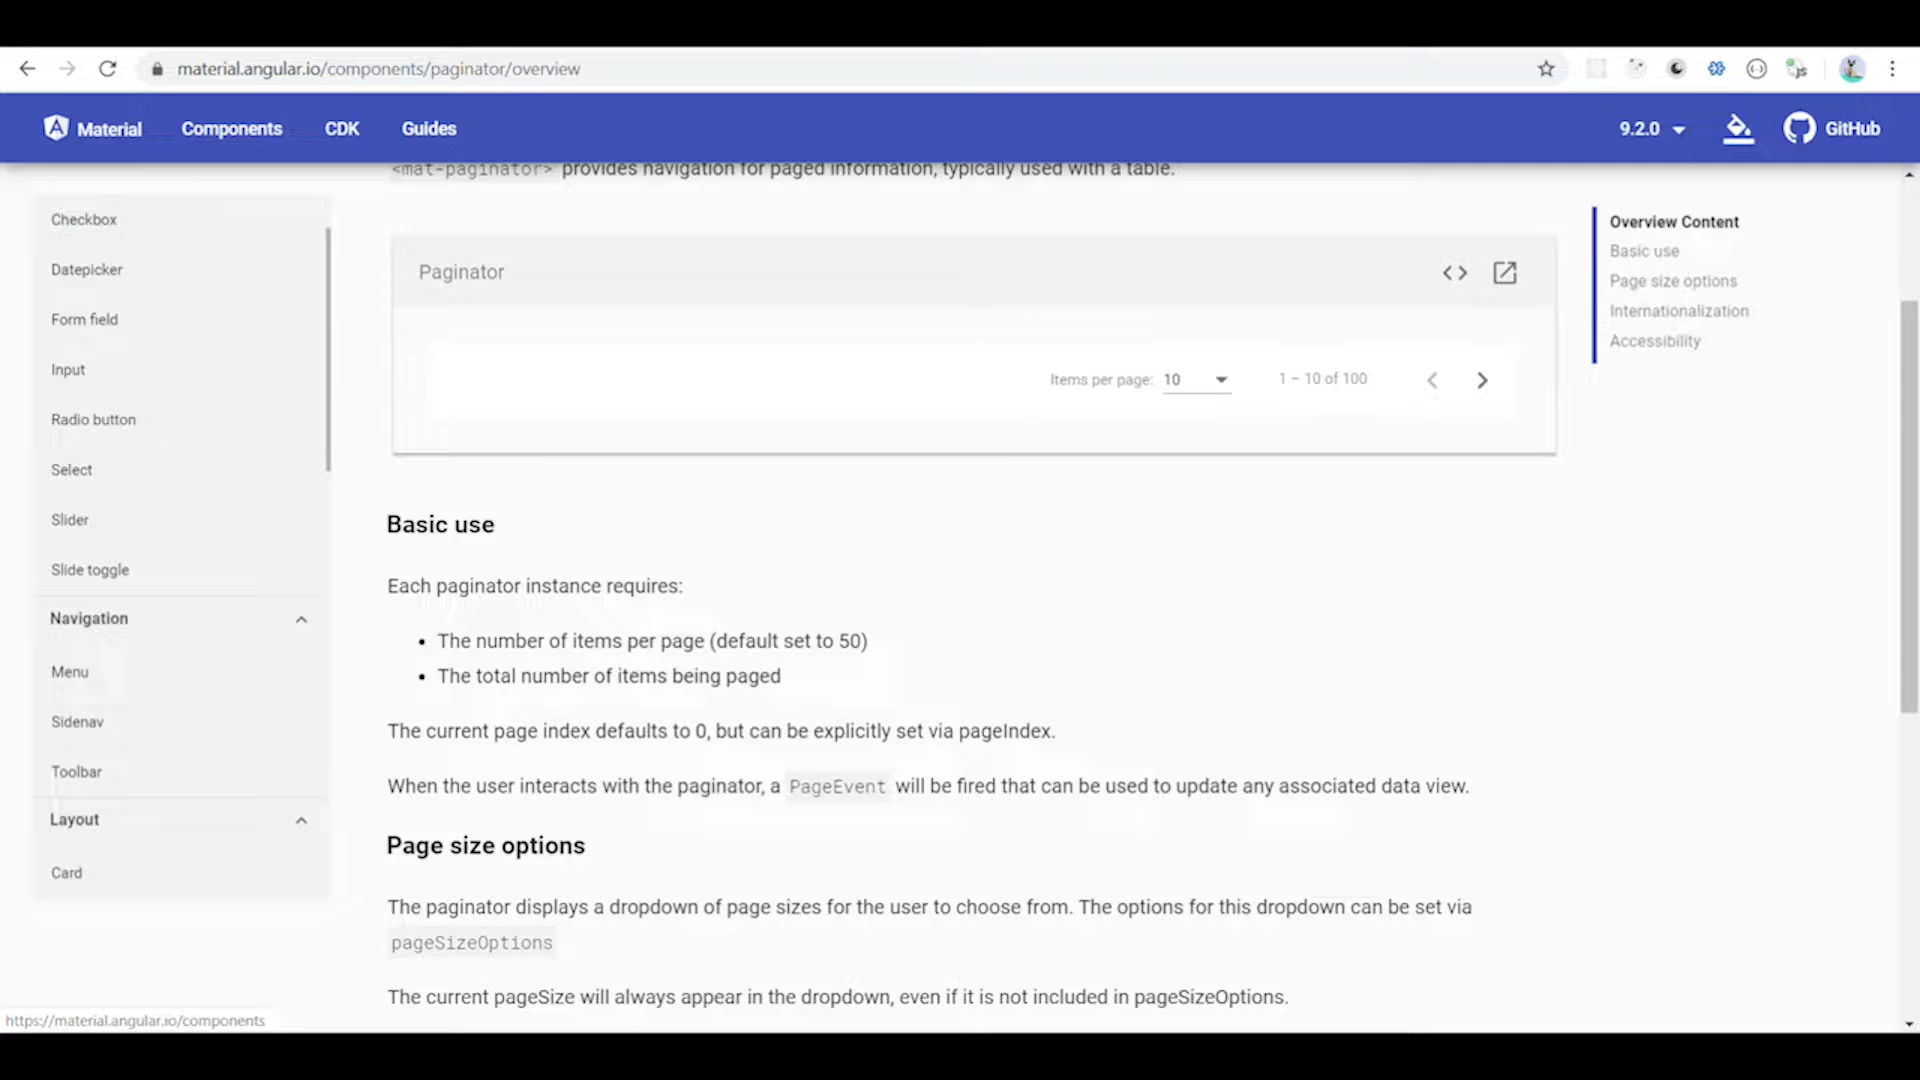 material.angular.io/components/paginator/overview
Material
Components
CDK
Guides
9.2.0
GitHub
<mat-paginator> provides navigation for paged information, typically used with a table.
Checkbox
Datepicker
Form field
Input
Radio button
Select
Slider
Slide toggle
Navigation
Menu
Sidenav
Toolbar
Layout
Card
Paginator
Items per page: 10
1 – 10 of 100
Basic use
Each paginator instance requires:
• The number of items per page (default set to 50)
• The total number of items being paged
The current page index defaults to 0, but can be explicitly set via pageIndex.
When the user interacts with the paginator, a PageEvent will be fired that can be used to update any associated data view.
Page size options
The paginator displays a dropdown of page sizes for the user to choose from. The options for this dropdown can be set via
pageSizeOptions
The current pageSize will always appear in the dropdown, even if it is not included in pageSizeOptions.
Overview Content
Basic use
Page size options
Internationalization
Accessibility
https://material.angular.io/components